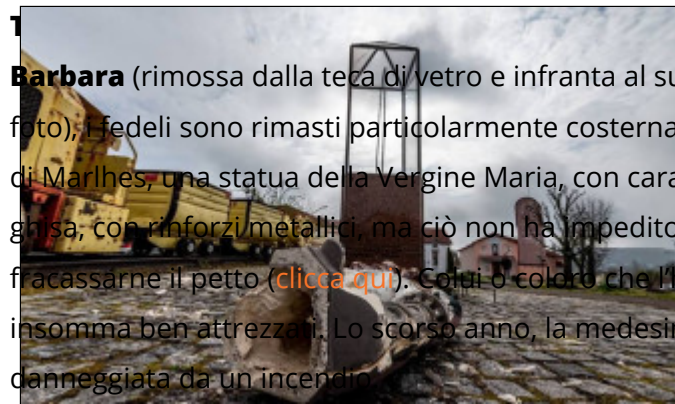 T
Barbara (rimossa dalla teca di vetro e infranta al su
foto), i fedeli sono rimasti particolarmente costerna
di Marlhes, una statua della Vergine Maria, con cara
ghisa, con rinforzi metallici, ma ciò non ha impedito
fracassarne il petto (clicca qui). Colui o coloro che l'h
insomma ben attrezzati. Lo scorso anno, la medesim
danneggiata da un incendio.